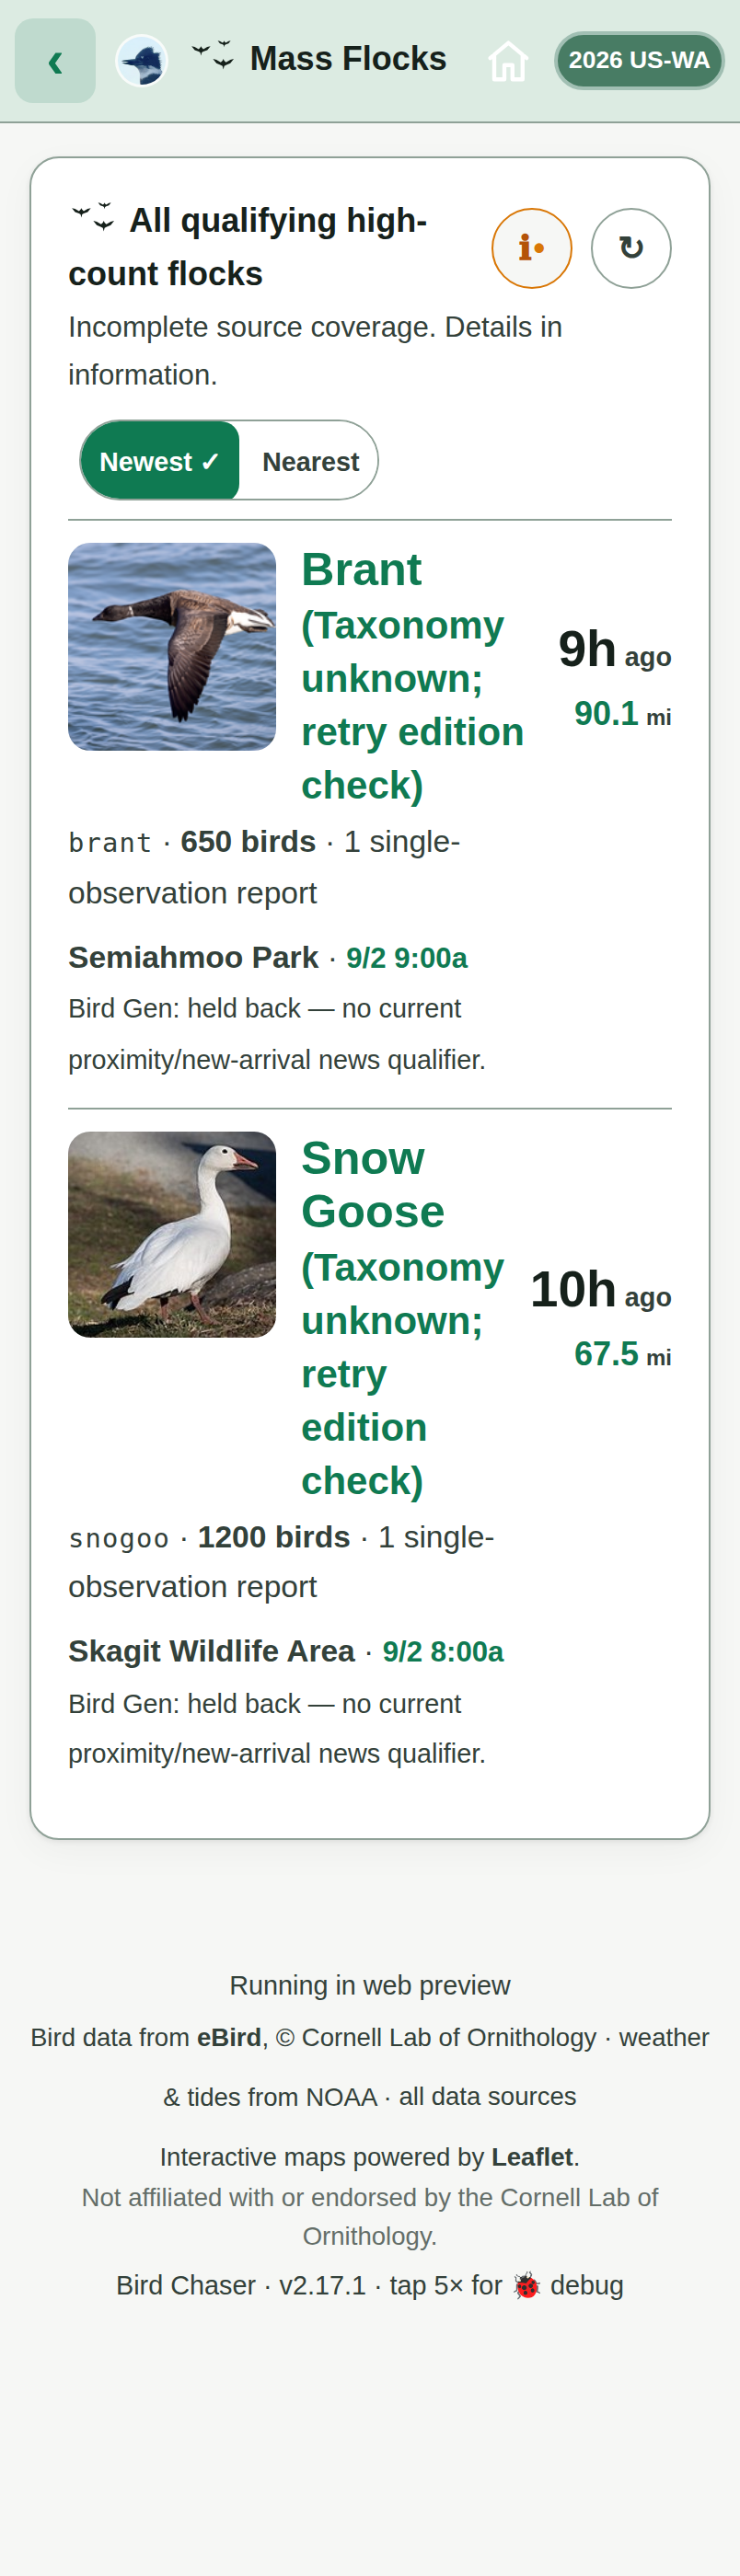 ‹ Mass Flocks 2026 US-WA
All qualifying high-
count flocks
i• ↻
Incomplete source coverage. Details in
information.
Newest ✓ Nearest
Brant
(Taxonomy
unknown;
retry edition
check)
9h ago
90.1 mi
brant · 650 birds · 1 single-
observation report
Semiahmoo Park · 9/2 9:00a
Bird Gen: held back — no current
proximity/new-arrival news qualifier.
Snow
Goose
(Taxonomy
unknown;
retry
edition
check)
10h ago
67.5 mi
snogoo · 1200 birds · 1 single-
observation report
Skagit Wildlife Area · 9/2 8:00a
Bird Gen: held back — no current
proximity/new-arrival news qualifier.
Running in web preview
Bird data from eBird, © Cornell Lab of Ornithology · weather
& tides from NOAA · all data sources
Interactive maps powered by Leaflet.
Not affiliated with or endorsed by the Cornell Lab of
Ornithology.
Bird Chaser · v2.17.1 · tap 5× for 🐞 debug